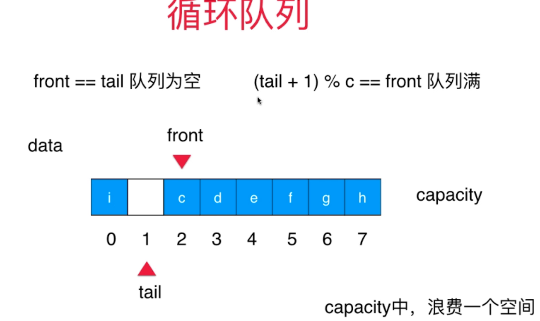 循环队列
front == tail 队列为空
(tail + 1) % c == front 队列满
front
data
i c d e f g h
capacity
0 1 2 3 4 5 6 7
tail
capacity中，浪费一个空间